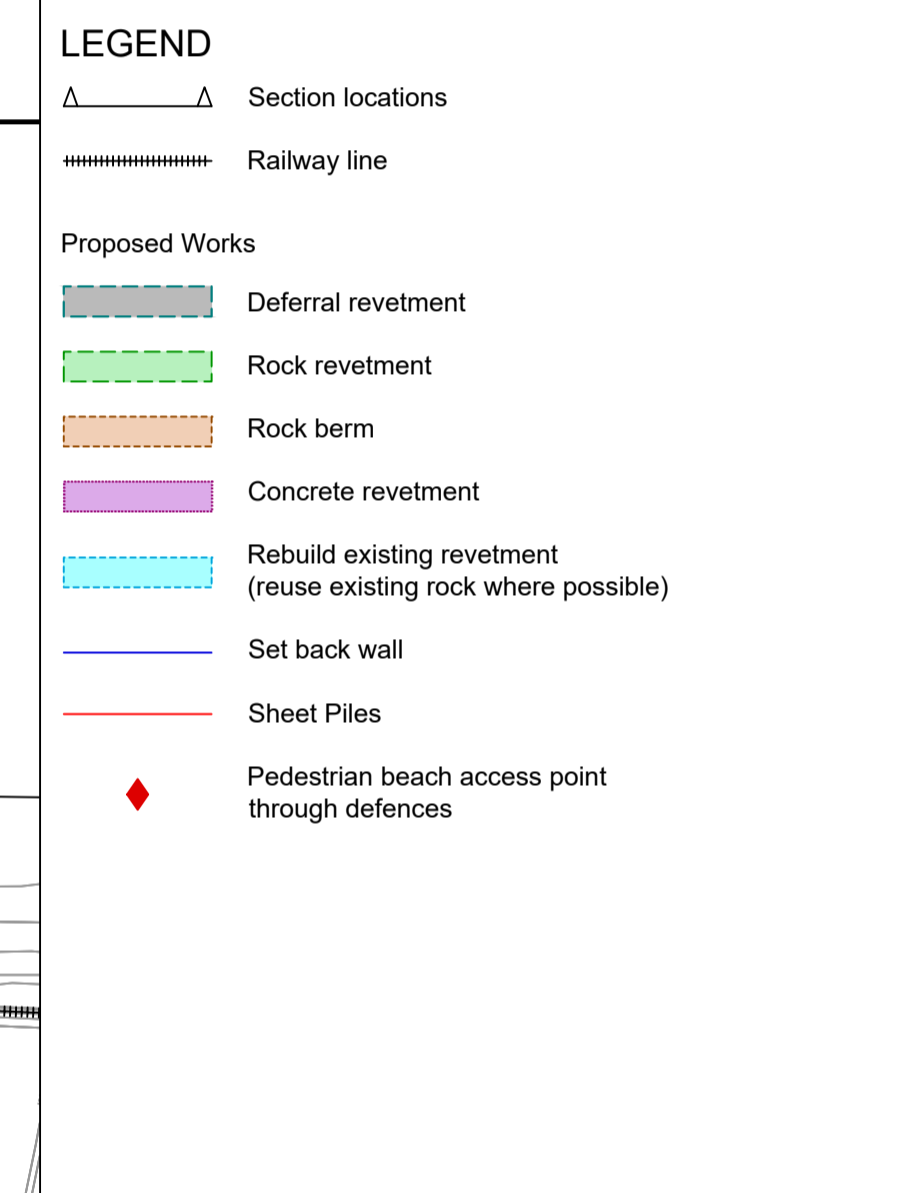 LEGEND
Section locations
Railway line
Proposed Works
Deferral revetment
Rock revetment
Rock berm
Concrete revetment
Rebuild existing revetment
(reuse existing rock where possible)
Set back wall
Sheet Piles
Pedestrian beach access point
through defences